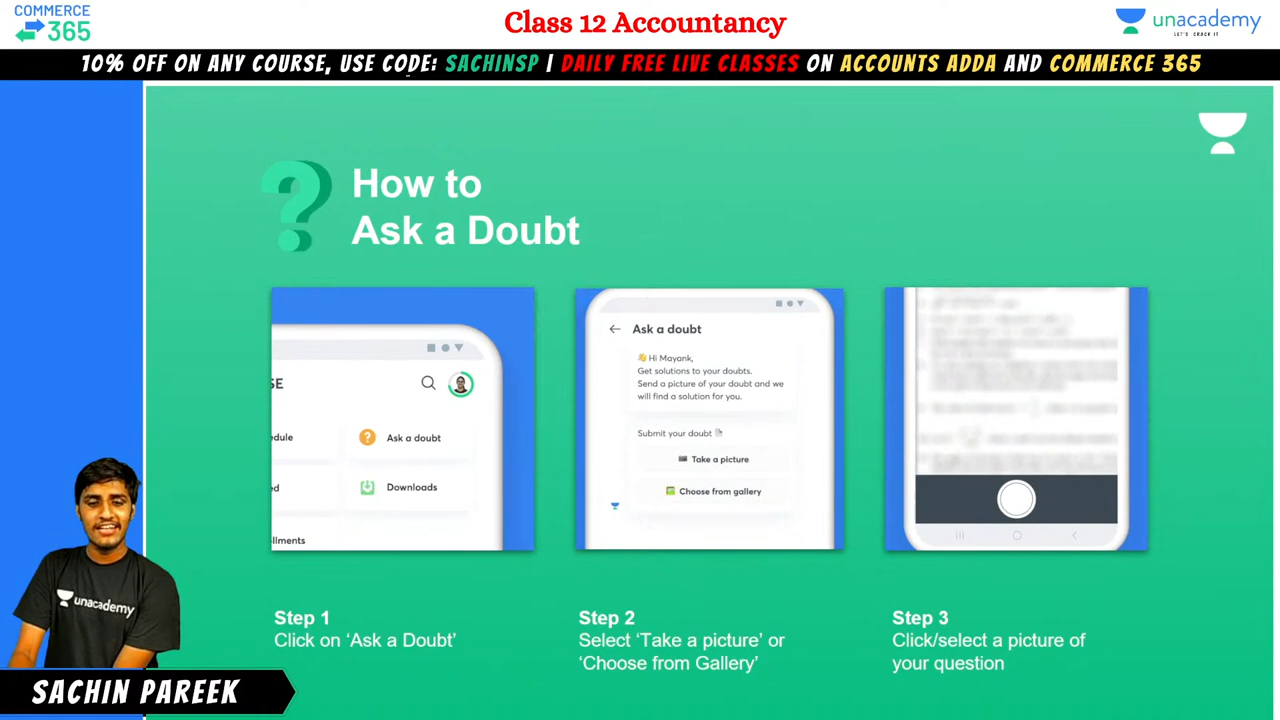 COMMERCE
365
Class 12 Accountancy
unacademy
LET'S CRACK IT
10% OFF ON ANY COURSE, USE CODE: SACHINSP | DAILY FREE LIVE CLASSES ON ACCOUNTS ADDA AND COMMERCE 365
How to
Ask a Doubt
SE
edule
Ask a doubt
ed
Downloads
llments
Ask a doubt
Hi Mayank,
Get solutions to your doubts.
Send a picture of your doubt and we
will find a solution for you.
Submit your doubt
Take a picture
Choose from gallery
unacademy
Step 1
Click on ‘Ask a Doubt’
Step 2
Select ‘Take a picture’ or
‘Choose from Gallery’
Step 3
Click/select a picture of
your question
SACHIN PAREEK